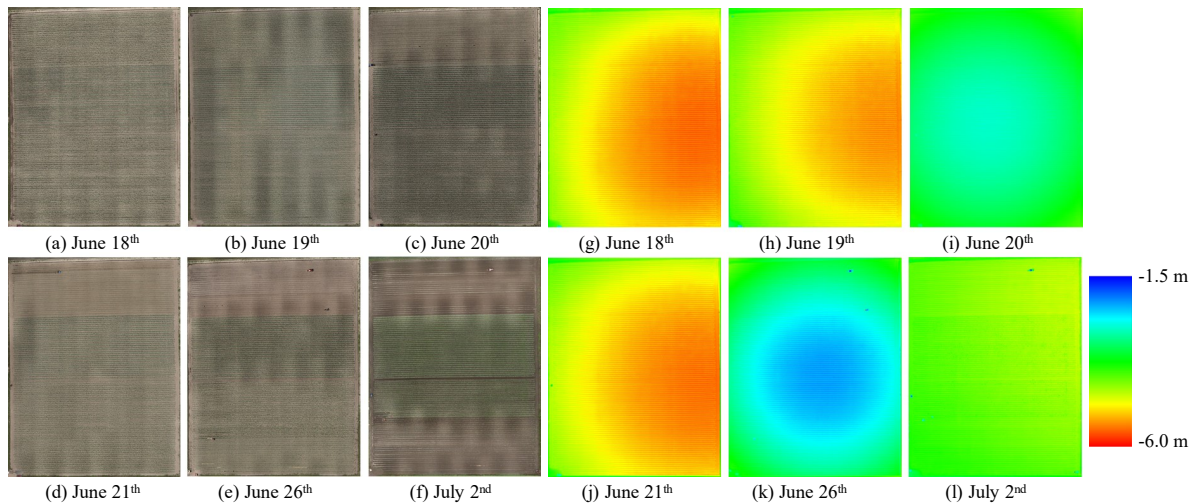 (a) June 18th
(b) June 19th
(c) June 20th
(g) June 18th
(h) June 19th
(i) June 20th
-1.5 m
-6.0 m
(d) June 21th
(e) June 26th
(f) July 2nd
(j) June 21th
(k) June 26th
(l) July 2nd